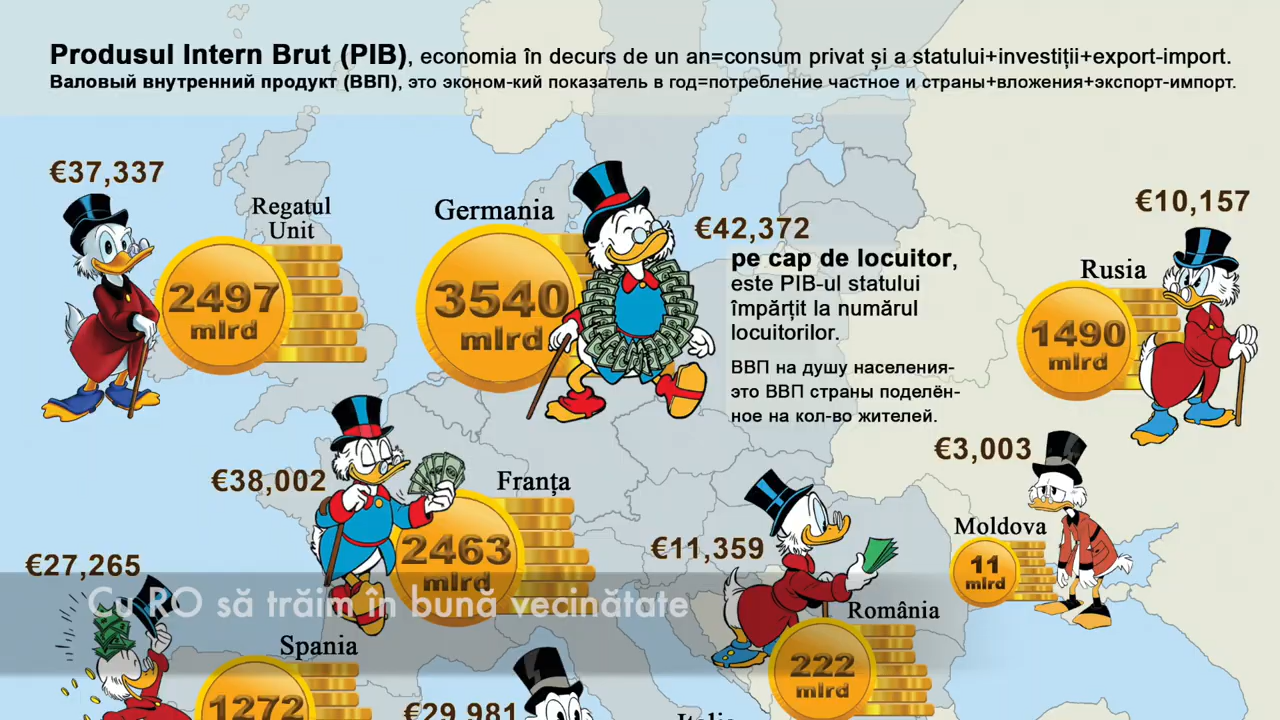 Produsul Intern Brut (PIB), economia în decurs de un an=consum privat și a statului+investiții+export-import.
Валовый внутренний продукт (ВВП), это эконом-кий показатель в год=потребление частное и страны+вложения+экспорт-импорт.
€37,337
Regatul
Unit
2497
mlrd
Germania
3540
mlrd
€42,372
pe cap de locuitor,
este PIB-ul statului
împărțit la numărul
locuitorilor.
ВВП на душу населения-
это ВВП страны поделён-
ное на кол-во жителей.
€10,157
Rusia
1490
mlrd
€38,002
Franța
2463
mlrd
€3,003
Moldova
11
mlrd
€11,359
România
222
mlrd
€27,265
Cu RO să trăim în bună vecinătate
Spania
1272
€29,981
Italia